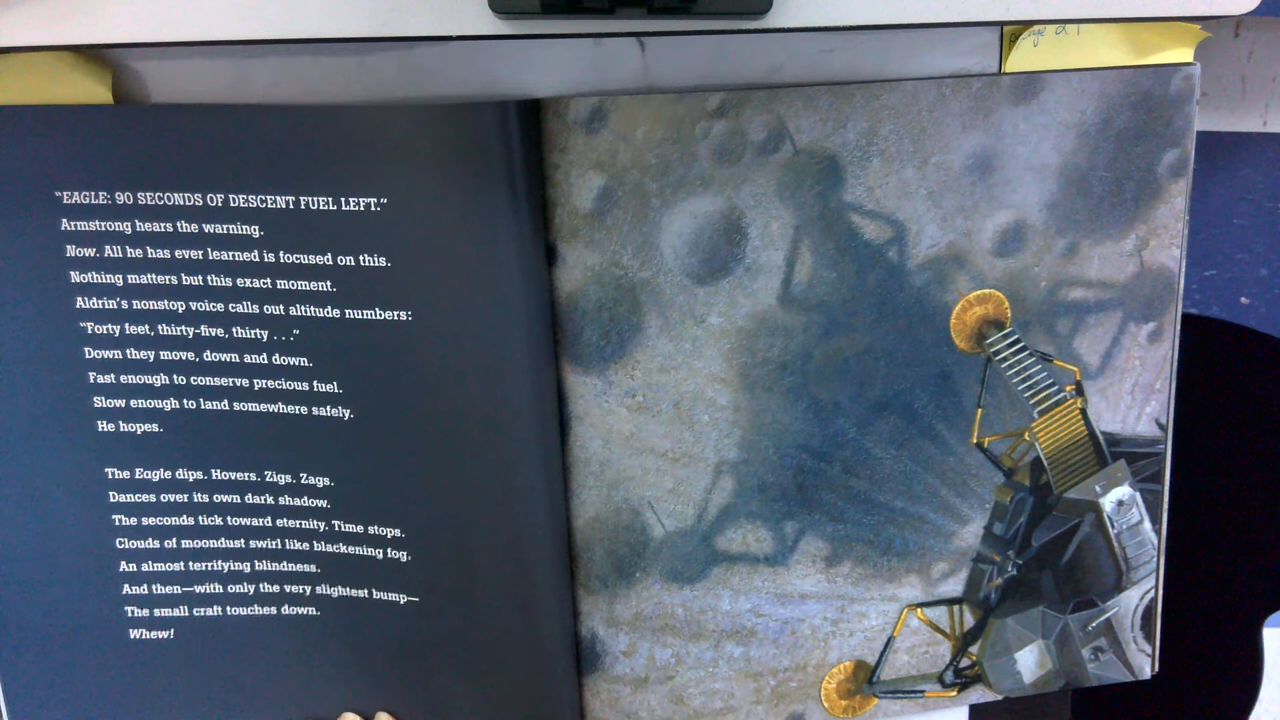 page 21
"EAGLE: 90 SECONDS OF DESCENT FUEL LEFT."
Armstrong hears the warning.
Now. All he has ever learned is focused on this.
Nothing matters but this exact moment.
Aldrin's nonstop voice calls out altitude numbers:
"Forty feet, thirty-five, thirty . . ."
Down they move, down and down.
Fast enough to conserve precious fuel.
Slow enough to land somewhere safely.
He hopes.
The Eagle dips. Hovers. Zigs. Zags.
Dances over its own dark shadow.
The seconds tick toward eternity. Time stops.
Clouds of moondust swirl like blackening fog,
An almost terrifying blindness.
And then—with only the very slightest bump—
The small craft touches down.
Whew!